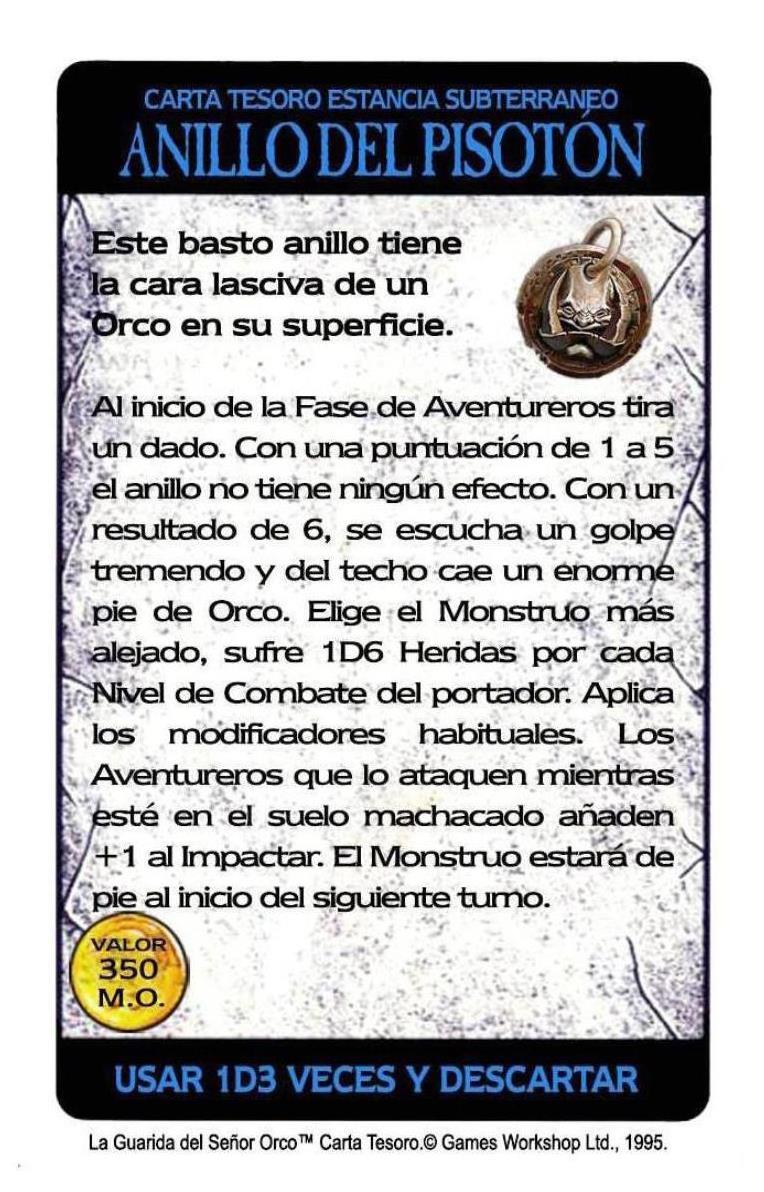 CARTA TESORO ESTANCIA SUBTERRANEO
ANILLO DEL PISOTÓN
Este basto anillo tiene
la cara lasciva de un
Orco en su superficie.
Al inicio de la Fase de Aventureros tira
un dado. Con una puntuación de 1 a 5
el anillo no tiene ningún efecto. Con un
resultado de 6, se escucha un golpe
tremendo y del techo cae un enorme
pie de Orco. Elige el Monstruo más
alejado, sufre 1D6 Heridas por cada
Nivel de Combate del portador. Aplica
los modificadores habituales. Los
Aventureros que lo ataquen mientras
esté en el suelo machacado añaden
+1 al Impactar. El Monstruo estará de
pie al inicio del siguiente turno.
VALOR
350
M.O.
USAR 1D3 VECES Y DESCARTAR
La Guarida del Señor Orco™ Carta Tesoro.© Games Workshop Ltd., 1995.